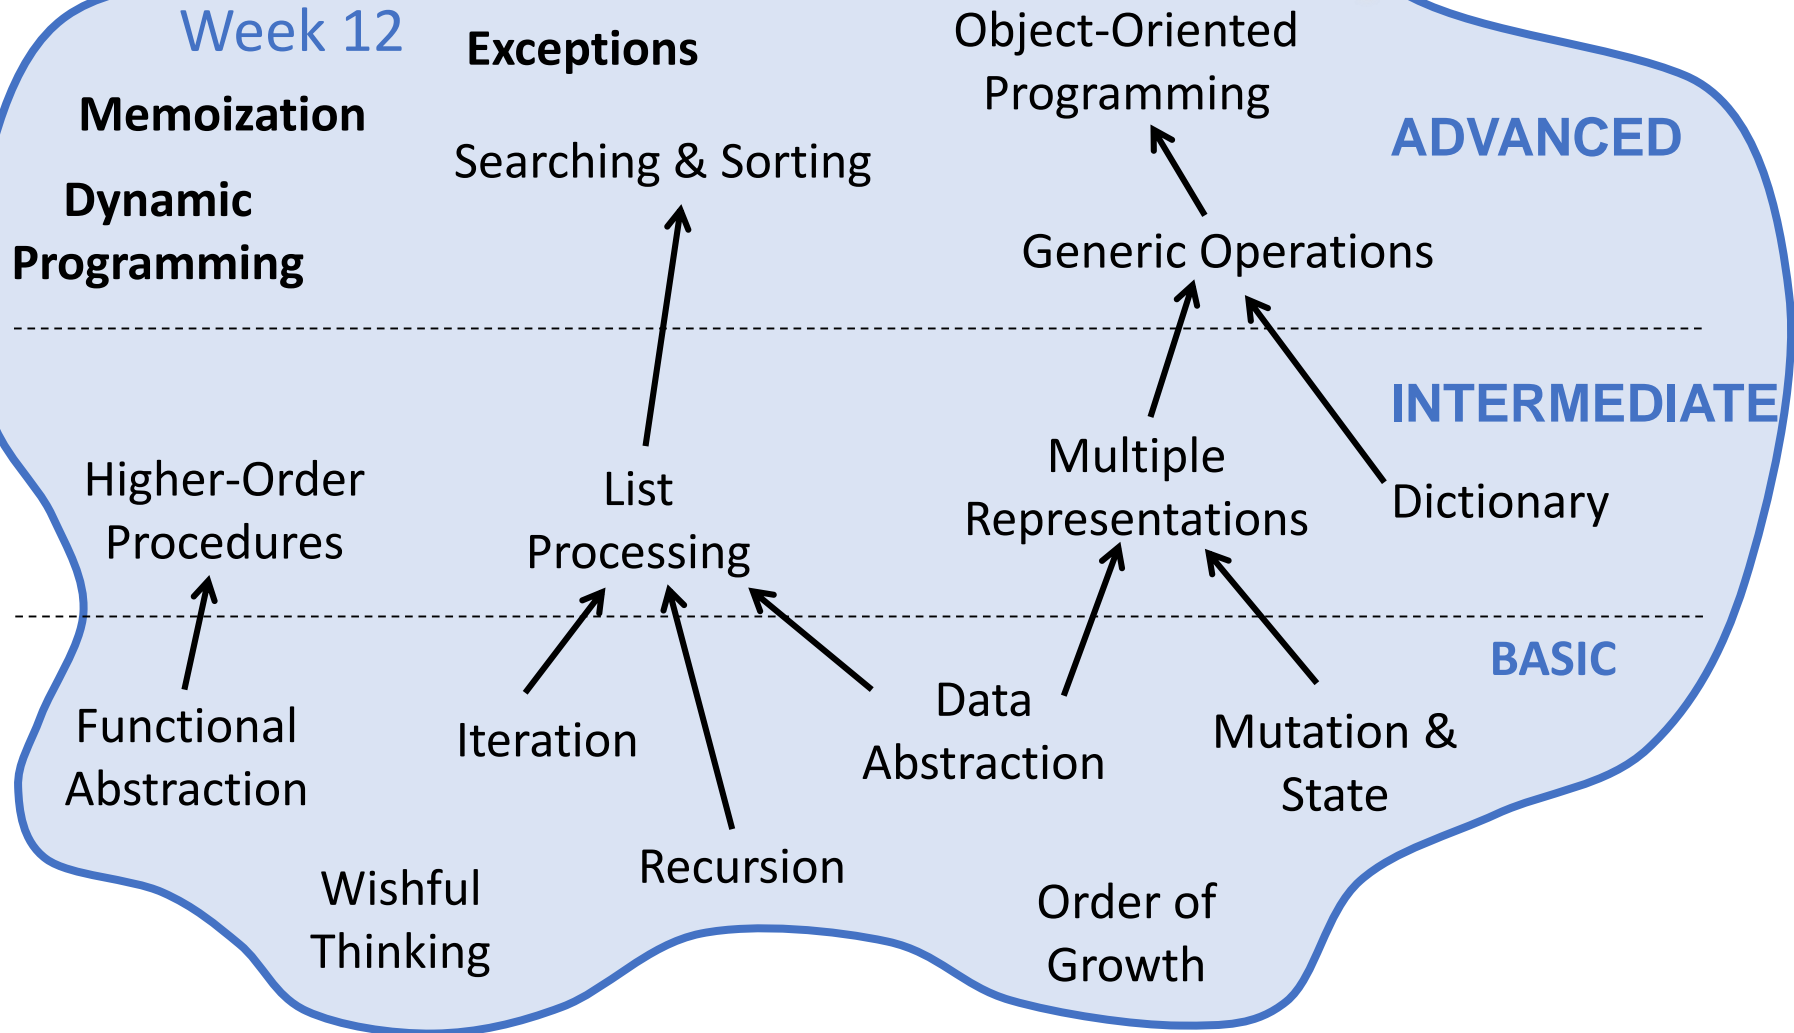 Week 12
Exceptions
Object-Oriented
Programming
Memoization
ADVANCED
Searching & Sorting
Dynamic
Programming
Generic Operations
INTERMEDIATE
Higher-Order
Procedures
List
Processing
Multiple
Representations
Dictionary
BASIC
Functional
Abstraction
Iteration
Data
Abstraction
Mutation &
State
Wishful
Thinking
Recursion
Order of
Growth